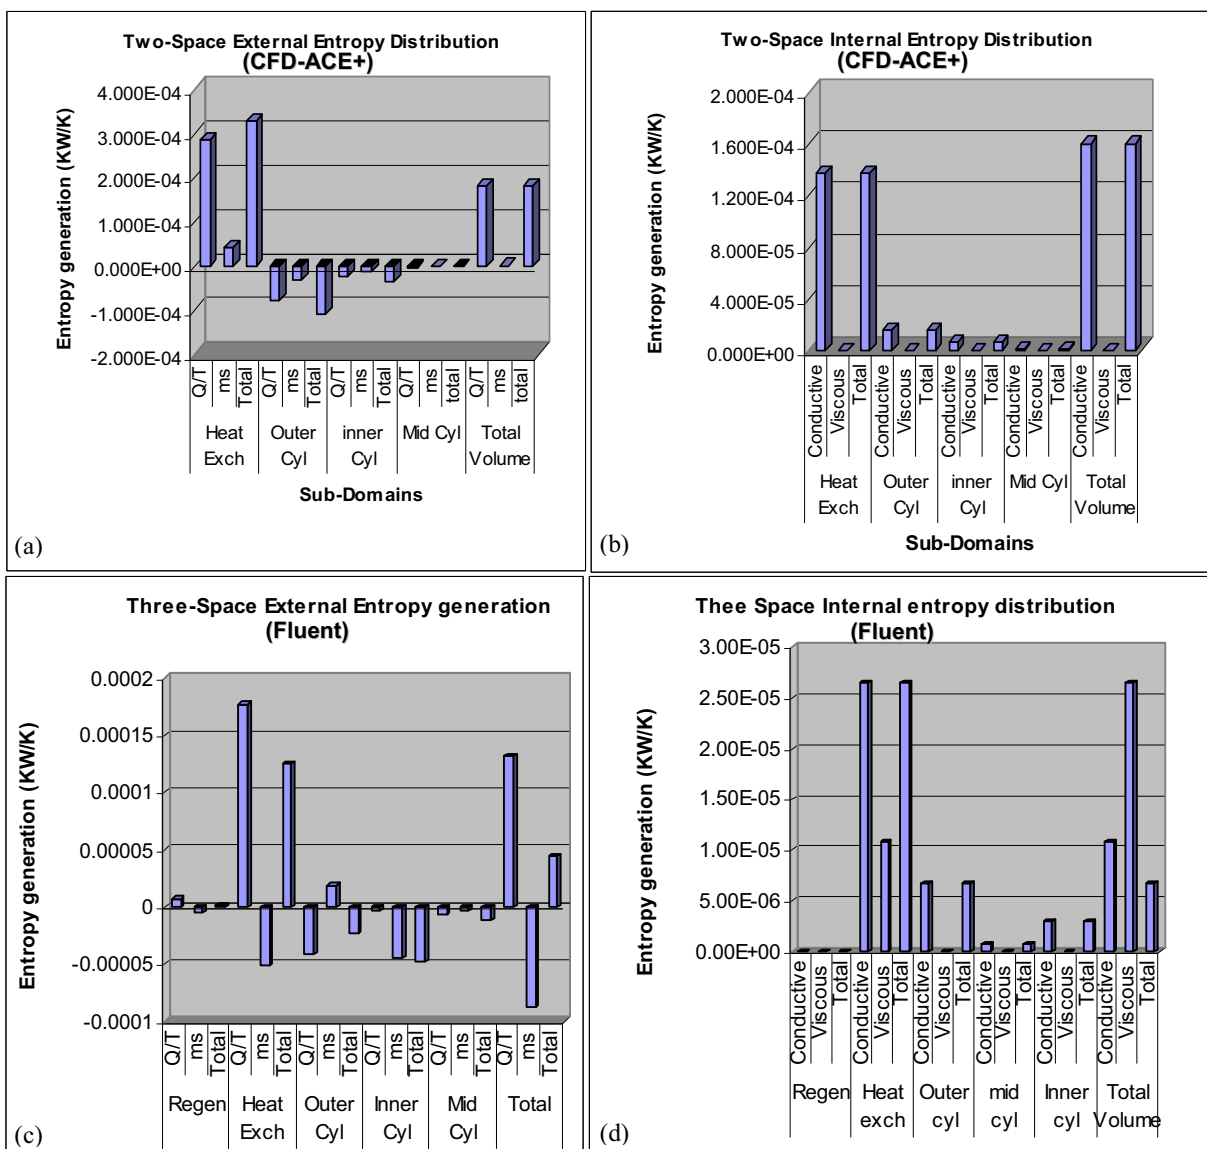 Two-Space External Entropy Distribution
(CFD-ACE+)
Entropy generation (KW/K)
4.000E-04
3.000E-04
2.000E-04
1.000E-04
0.000E+00
-1.000E-04
-2.000E-04
Q/T ms Total Q/T ms Total Q/T ms Total Q/T ms total Q/T ms total
Heat Exch
Outer Cyl
inner Cyl
Mid Cyl
Total Volume
Sub-Domains
(a)
Two-Space Internal Entropy Distribution
(CFD-ACE+)
Entropy generation (KW/K)
2.000E-04
1.600E-04
1.200E-04
8.000E-05
4.000E-05
0.000E+00
Conductive Viscous Total Conductive Viscous Total Conductive Viscous Total Conductive Viscous Total Conductive Viscous Total
Heat Exch
Outer Cyl
inner Cyl
Mid Cyl
Total Volume
Sub-Domains
(b)
Three-Space External Entropy generation
(Fluent)
Entropy generation (KW/K)
0.0002
0.00015
0.0001
0.00005
0
-0.00005
-0.0001
Q/T ms Total Q/T ms Total Q/T ms Total Q/T ms Total Q/T ms Total Q/T ms Total
Regen
Heat Exch
Outer Cyl
Inner Cyl
Mid Cyl
Total
(c)
Thee Space Internal entropy distribution
(Fluent)
Entropy generation (KW/K)
3.00E-05
2.50E-05
2.00E-05
1.50E-05
1.00E-05
5.00E-06
0.00E+00
Conductive Viscous Total Conductive Viscous Total Conductive Viscous Total Conductive Viscous Total Conductive Viscous Total Conductive Viscous Total
Regen
Heat exch
Outer cyl
mid cyl
Inner cyl
Total Volume
(d)